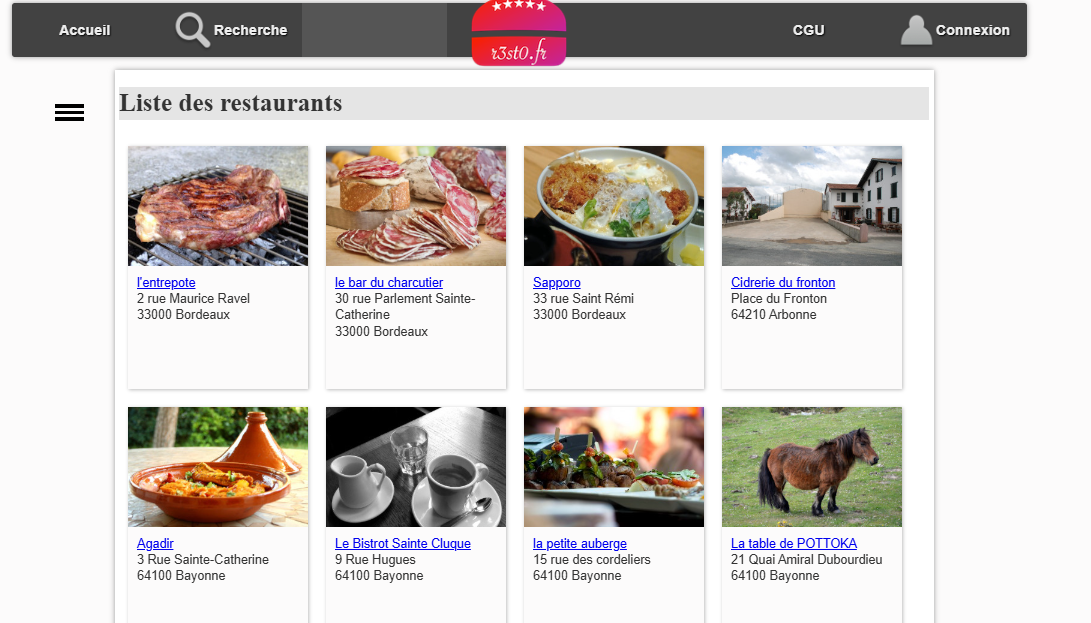 Accueil
Recherche
r3st0.fr
CGU
Connexion
Liste des restaurants
l'entrepote
2 rue Maurice Ravel
33000 Bordeaux
le bar du charcutier
30 rue Parlement Sainte-
Catherine
33000 Bordeaux
Sapporo
33 rue Saint Rémi
33000 Bordeaux
Cidrerie du fronton
Place du Fronton
64210 Arbonne
Agadir
3 Rue Sainte-Catherine
64100 Bayonne
Le Bistrot Sainte Cluque
9 Rue Hugues
64100 Bayonne
la petite auberge
15 rue des cordeliers
64100 Bayonne
La table de POTTOKA
21 Quai Amiral Dubourdieu
64100 Bayonne